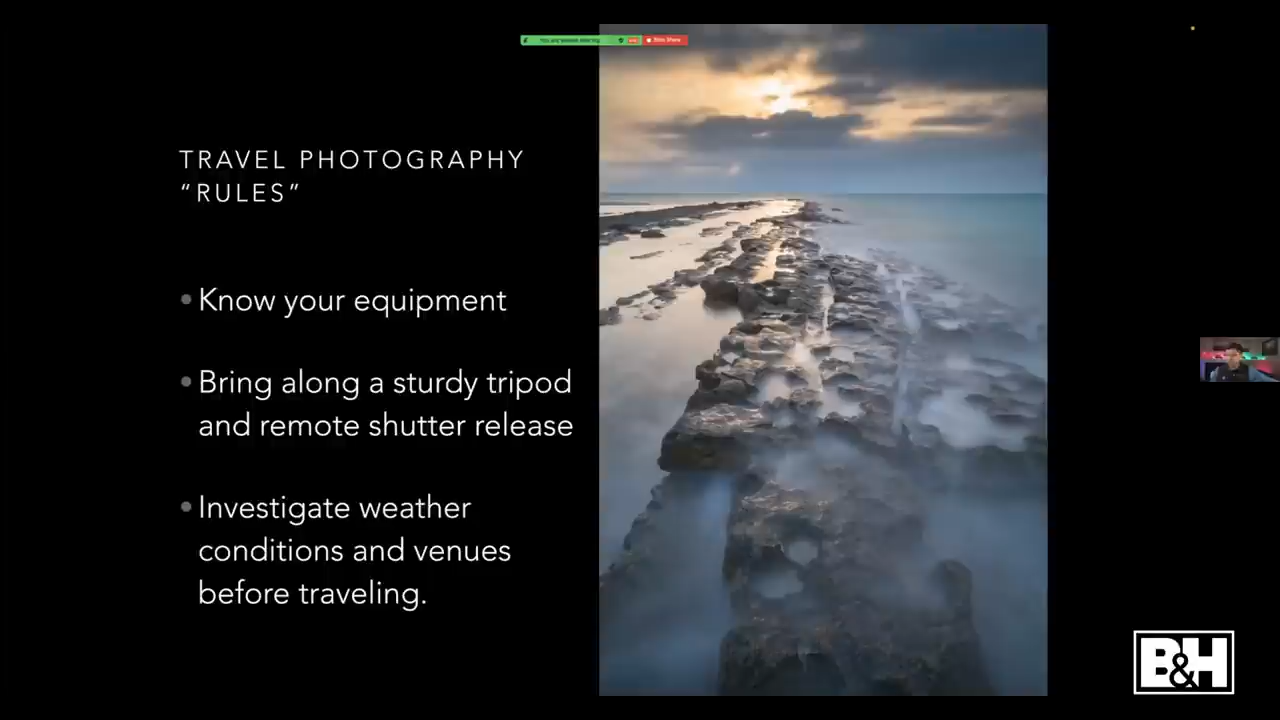 TRAVEL PHOTOGRAPHY
“RULES”
• Know your equipment
• Bring along a sturdy tripod
and remote shutter release
• Investigate weather
conditions and venues
before traveling.
B&H